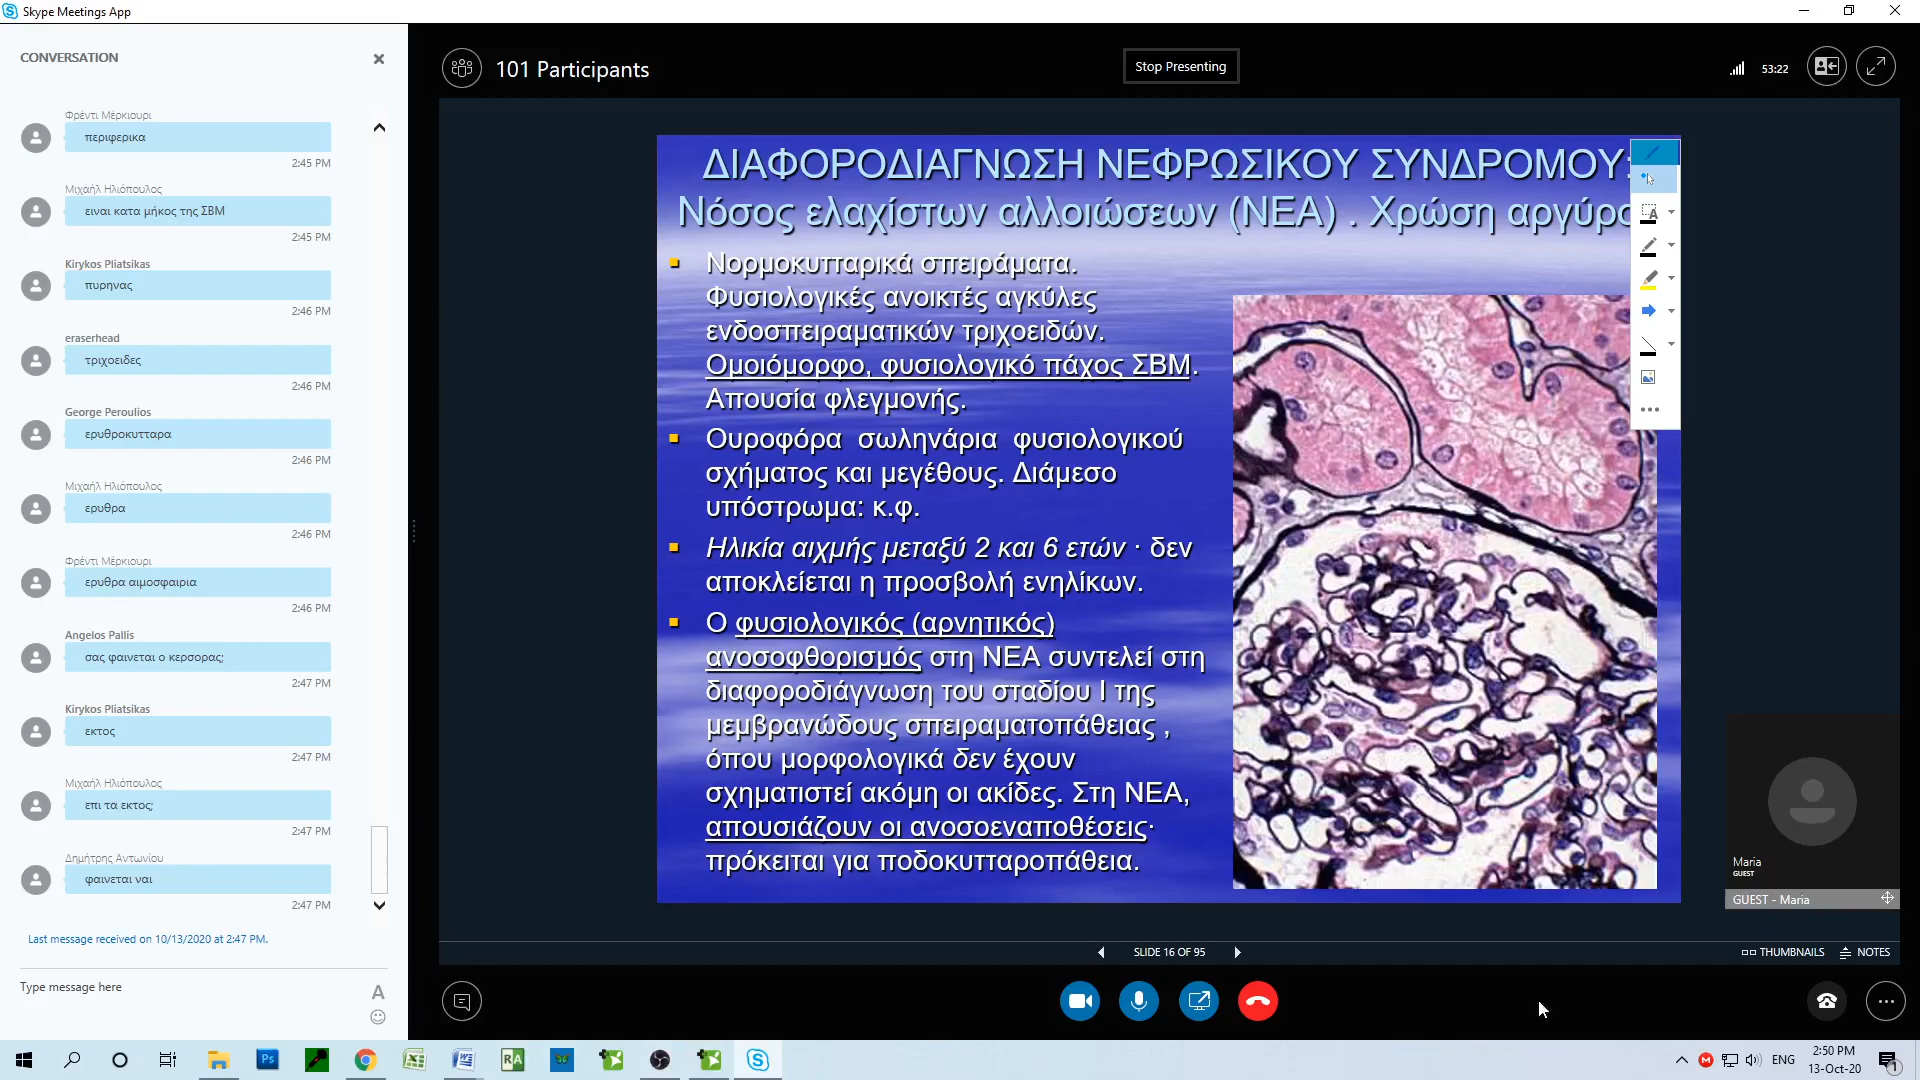 Skype Meetings App
CONVERSATION
Φρέντι Μέρκιουρι
περιφερικα
2:45 PM
Μιχαήλ Ηλιόπουλος
ειναι κατα μήκος της ΣΒΜ
2:45 PM
Kirykos Pliatsikas
πυρηνας
2:46 PM
eraserhead
τριχοειδες
2:46 PM
George Peroulios
ερυθροκυτταρα
2:46 PM
Μιχαήλ Ηλιόπουλος
ερυθρα
2:46 PM
Φρέντι Μέρκιουρι
ερυθρα αιμοσφαιρια
2:46 PM
Angelos Pallis
σας φαινεται ο κερσορας;
2:47 PM
Kirykos Pliatsikas
εκτος
2:47 PM
Μιχαήλ Ηλιόπουλος
επι τα εκτος;
2:47 PM
Δημήτρης Αντωνίου
φαινεται ναι
2:47 PM
Last message received on 10/13/2020 at 2:47 PM.
Type message here
A
101 Participants
Stop Presenting
53:22
ΔΙΑΦΟΡΟΔΙΑΓΝΩΣΗ ΝΕΦΡΩΣΙΚΟΥ ΣΥΝΔΡΟΜΟΥ:
Νόσος ελαχίστων αλλοιώσεων (ΝΕΑ) . Χρώση αργύρο
Νορμοκυτταρικά σπειράματα.
Φυσιολογικές ανοικτές αγκύλες
ενδοσπειραματικών τριχοειδών.
Ομοιόμορφο, φυσιολογικό πάχος ΣΒΜ.
Απουσία φλεγμονής.
Ουροφόρα σωληνάρια φυσιολογικού
σχήματος και μεγέθους. Διάμεσο
υπόστρωμα: κ.φ.
Ηλικία αιχμής μεταξύ 2 και 6 ετών · δεν
αποκλείεται η προσβολή ενηλίκων.
Ο φυσιολογικός (αρνητικός)
ανοσοφθορισμός στη ΝΕΑ συντελεί στη
διαφοροδιάγνωση του σταδίου Ι της
μεμβρανώδους σπειραματοπάθειας ,
όπου μορφολογικά δεν έχουν
σχηματιστεί ακόμη οι ακίδες. Στη ΝΕΑ,
απουσιάζουν οι ανοσοεναποθέσεις·
πρόκειται για ποδοκυτταροπάθεια.
Maria
GUEST
GUEST - Maria
SLIDE 16 OF 95
THUMBNAILS
NOTES
Ps
RA
ENG
2:50 PM
13-Oct-20
1